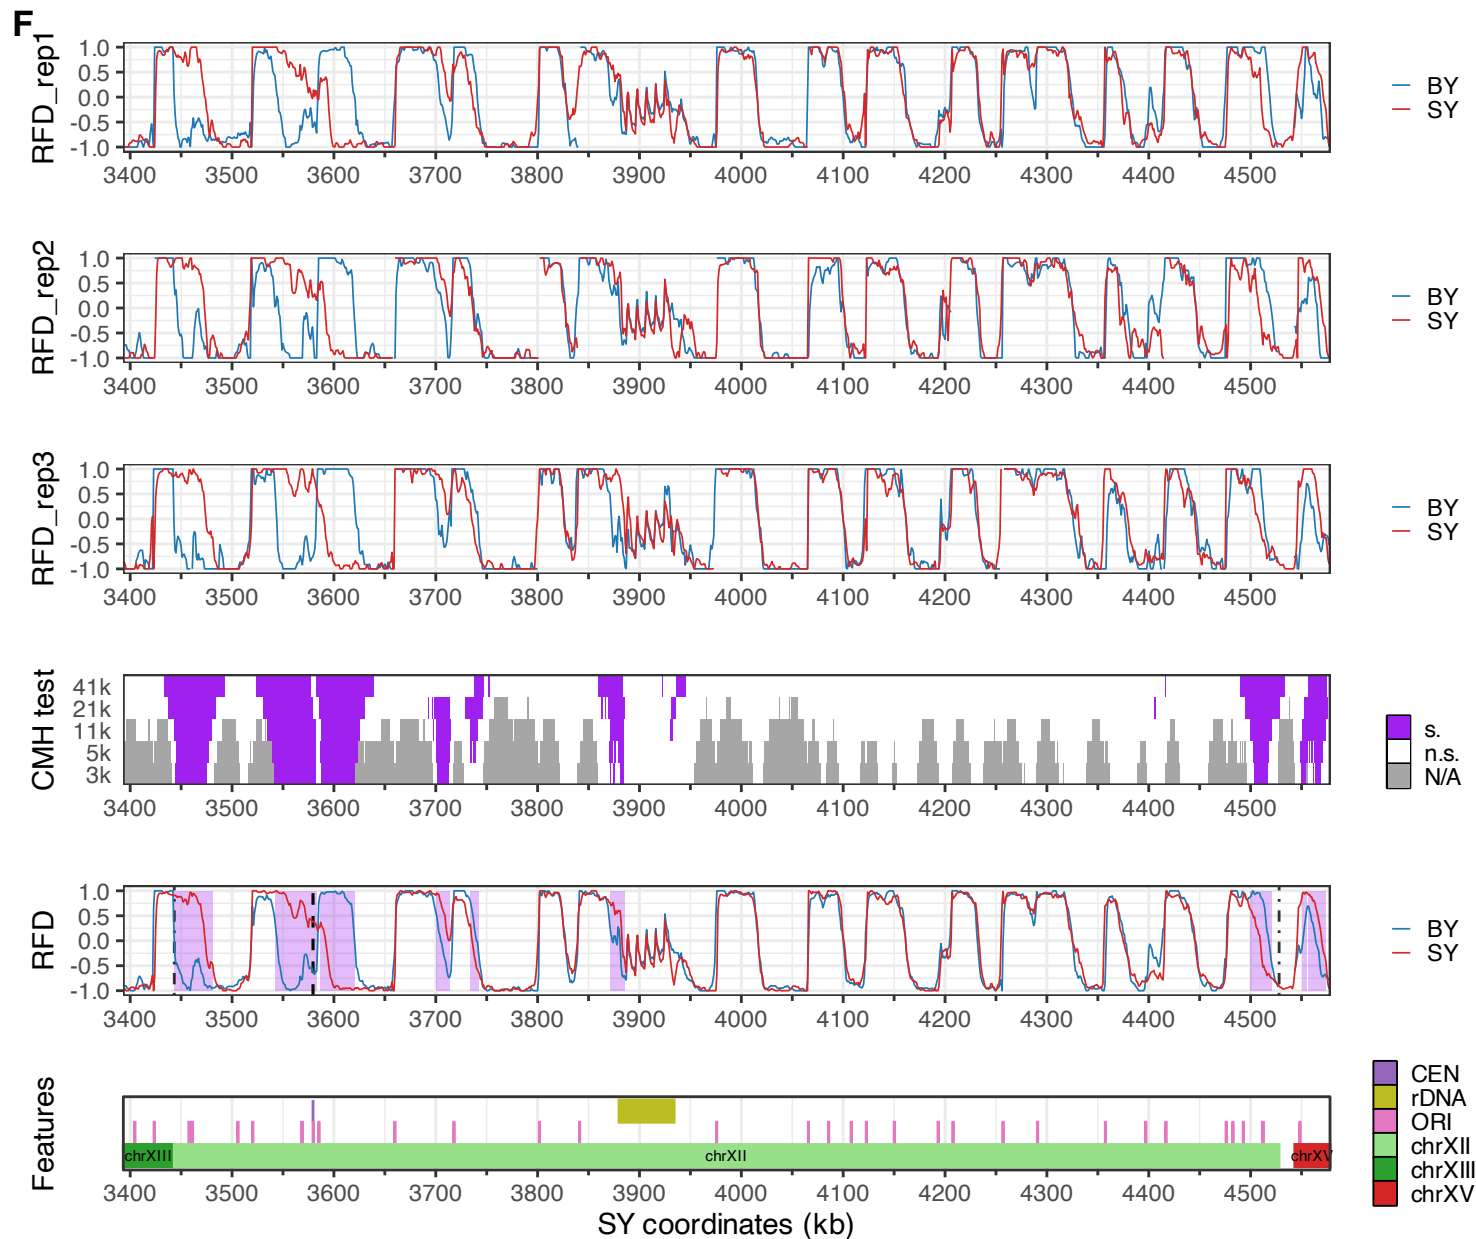 F
RFD_rep1
1.0
0.5
0.0
-0.5
-1.0
3400 3500 3600 3700 3800 3900 4000 4100 4200 4300 4400 4500
BY
SY
RFD_rep2
1.0
0.5
0.0
-0.5
-1.0
3400 3500 3600 3700 3800 3900 4000 4100 4200 4300 4400 4500
BY
SY
RFD_rep3
1.0
0.5
0.0
-0.5
-1.0
3400 3500 3600 3700 3800 3900 4000 4100 4200 4300 4400 4500
BY
SY
CMH test
41k
21k
11k
5k
3k
3400 3500 3600 3700 3800 3900 4000 4100 4200 4300 4400 4500
s.
n.s.
N/A
RFD
1.0
0.5
0.0
-0.5
-1.0
3400 3500 3600 3700 3800 3900 4000 4100 4200 4300 4400 4500
BY
SY
Features
chrXIII chrXII chrXV
3400 3500 3600 3700 3800 3900 4000 4100 4200 4300 4400 4500
SY coordinates (kb)
CEN
rDNA
ORI
chrXII
chrXIII
chrXV